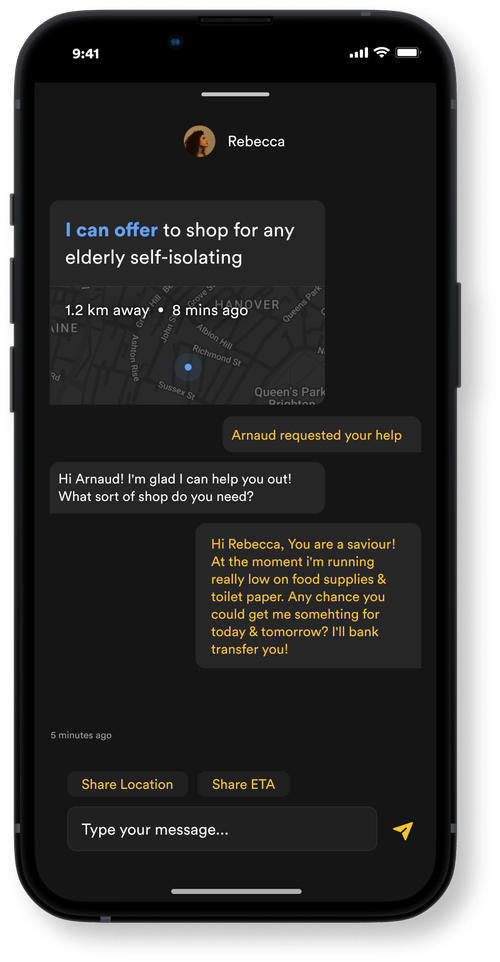 9:41
Rebecca
I can offer to shop for any
elderly self-isolating
1.2 km away • 8 mins ago
HANOVER
Grove
Hill
Queens Park
AINE
John S
Albion Hill
Ashton Rise
Richmond St
N
Rd
Sussex St
Queen's Park
Brighton
Arnaud requested your help
Hi Arnaud! I'm glad I can help you out!
What sort of shop do you need?
Hi Rebecca, You are a saviour!
At the moment i'm running
really low on food supplies &
toilet paper. Any chance you
could get me somehting for
today & tomorrow? I'll bank
transfer you!
5 minutes ago
Share Location
Share ETA
Type your message...